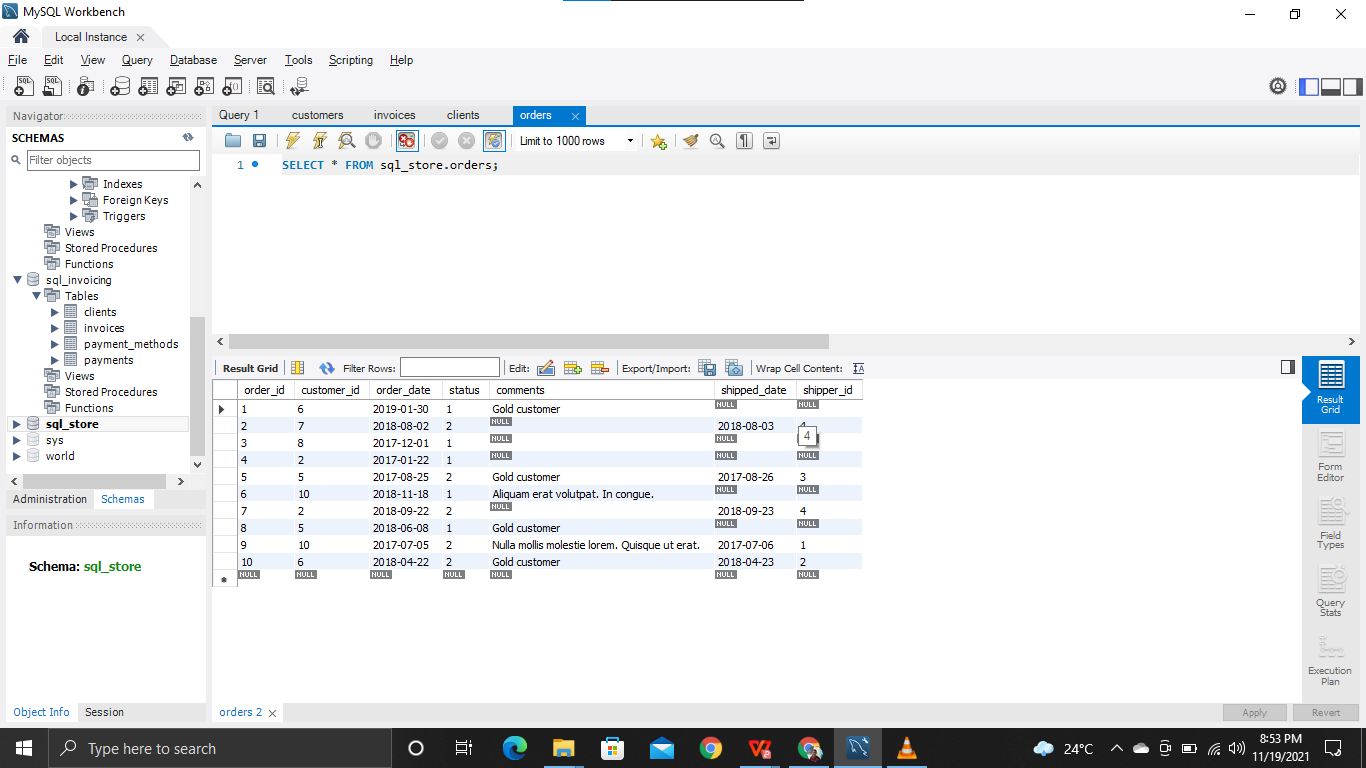 MySQL Workbench
Local Instance
File Edit View Query Database Server Tools Scripting Help
Navigator
SCHEMAS
Filter objects
Indexes
Foreign Keys
Triggers
Views
Stored Procedures
Functions
sql_invoicing
Tables
clients
invoices
payment_methods
payments
Views
Stored Procedures
Functions
sql_store
sys
world
Administration Schemas
Information
Schema: sql_store
Object Info Session
Query 1 customers invoices clients orders
Limit to 1000 rows
1 SELECT * FROM sql_store.orders;
Result Grid Filter Rows: Edit: Export/Import: Wrap Cell Content:
order_id customer_id order_date status comments shipped_date shipper_id
1 6 2019-01-30 1 Gold customer NULL NULL
2 7 2018-08-02 2 NULL 2018-08-03 4
4
3 8 2017-12-01 1 NULL NULL NULL
4 2 2017-01-22 1 NULL NULL NULL
5 5 2017-08-25 2 Gold customer 2017-08-26 3
6 10 2018-11-18 1 Aliquam erat volutpat. In congue. NULL NULL
7 2 2018-09-22 2 NULL 2018-09-23 4
8 5 2018-06-08 1 Gold customer NULL NULL
9 10 2017-07-05 2 Nulla mollis molestie lorem. Quisque ut erat. 2017-07-06 1
10 6 2018-04-22 2 Gold customer 2018-04-23 2
NULL NULL NULL NULL NULL NULL NULL
Result
Grid
Form
Editor
Field
Types
Query
Stats
Execution
Plan
orders 2
Apply Revert
Type here to search
24°C
8:53 PM
11/19/2021